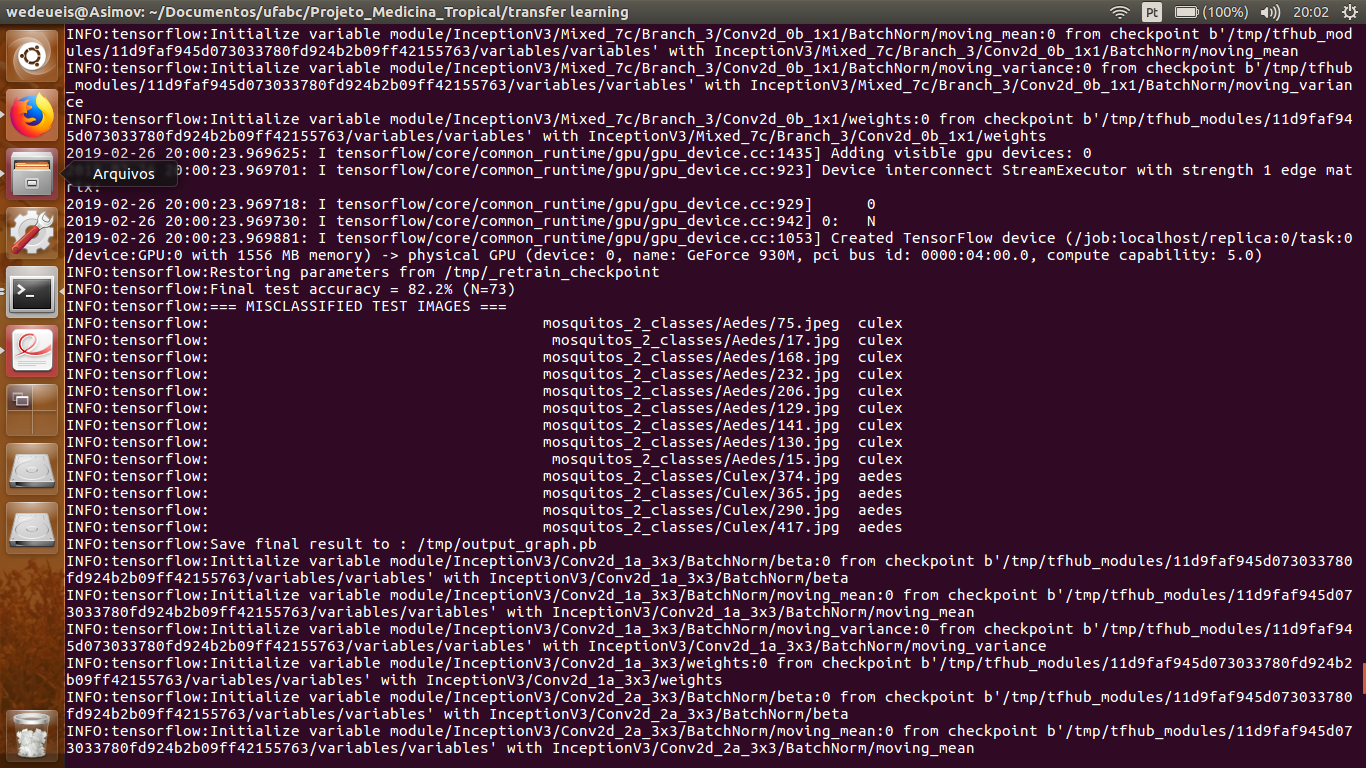 wedeueis@Asimov: ~/Documentos/ufabc/Projeto_Medicina_Tropical/transfer learning
Pt (100%) 20:02
INFO:tensorflow:Initialize variable module/InceptionV3/Mixed_7c/Branch_3/Conv2d_0b_1x1/BatchNorm/moving_mean:0 from checkpoint b'/tmp/tfhub_mod
ules/11d9faf945d073033780fd924b2b09ff42155763/variables/variables' with InceptionV3/Mixed_7c/Branch_3/Conv2d_0b_1x1/BatchNorm/moving_mean
INFO:tensorflow:Initialize variable module/InceptionV3/Mixed_7c/Branch_3/Conv2d_0b_1x1/BatchNorm/moving_variance:0 from checkpoint b'/tmp/tfhub
_modules/11d9faf945d073033780fd924b2b09ff42155763/variables/variables' with InceptionV3/Mixed_7c/Branch_3/Conv2d_0b_1x1/BatchNorm/moving_varian
ce
INFO:tensorflow:Initialize variable module/InceptionV3/Mixed_7c/Branch_3/Conv2d_0b_1x1/weights:0 from checkpoint b'/tmp/tfhub_modules/11d9faf94
5d073033780fd924b2b09ff42155763/variables/variables' with InceptionV3/Mixed_7c/Branch_3/Conv2d_0b_1x1/weights
2019-02-26 20:00:23.969625: I tensorflow/core/common_runtime/gpu/gpu_device.cc:1435] Adding visible gpu devices: 0
Arquivos
20:00:23.969701: I tensorflow/core/common_runtime/gpu/gpu_device.cc:923] Device interconnect StreamExecutor with strength 1 edge mat
rix:
2019-02-26 20:00:23.969718: I tensorflow/core/common_runtime/gpu/gpu_device.cc:929]      0
2019-02-26 20:00:23.969730: I tensorflow/core/common_runtime/gpu/gpu_device.cc:942] 0:   N
2019-02-26 20:00:23.969881: I tensorflow/core/common_runtime/gpu/gpu_device.cc:1053] Created TensorFlow device (/job:localhost/replica:0/task:0
/device:GPU:0 with 1556 MB memory) -> physical GPU (device: 0, name: GeForce 930M, pci bus id: 0000:04:00.0, compute capability: 5.0)
INFO:tensorflow:Restoring parameters from /tmp/_retrain_checkpoint
INFO:tensorflow:Final test accuracy = 82.2% (N=73)
INFO:tensorflow:=== MISCLASSIFIED TEST IMAGES ===
INFO:tensorflow: mosquitos_2_classes/Aedes/75.jpeg culex
INFO:tensorflow: mosquitos_2_classes/Aedes/17.jpg culex
INFO:tensorflow: mosquitos_2_classes/Aedes/168.jpg culex
INFO:tensorflow: mosquitos_2_classes/Aedes/232.jpg culex
INFO:tensorflow: mosquitos_2_classes/Aedes/206.jpg culex
INFO:tensorflow: mosquitos_2_classes/Aedes/129.jpg culex
INFO:tensorflow: mosquitos_2_classes/Aedes/141.jpg culex
INFO:tensorflow: mosquitos_2_classes/Aedes/130.jpg culex
INFO:tensorflow: mosquitos_2_classes/Aedes/15.jpg culex
INFO:tensorflow: mosquitos_2_classes/Culex/374.jpg aedes
INFO:tensorflow: mosquitos_2_classes/Culex/365.jpg aedes
INFO:tensorflow: mosquitos_2_classes/Culex/290.jpg aedes
INFO:tensorflow: mosquitos_2_classes/Culex/417.jpg aedes
INFO:tensorflow:Save final result to : /tmp/output_graph.pb
INFO:tensorflow:Initialize variable module/InceptionV3/Conv2d_1a_3x3/BatchNorm/beta:0 from checkpoint b'/tmp/tfhub_modules/11d9faf945d073033780
fd924b2b09ff42155763/variables/variables' with InceptionV3/Conv2d_1a_3x3/BatchNorm/beta
INFO:tensorflow:Initialize variable module/InceptionV3/Conv2d_1a_3x3/BatchNorm/moving_mean:0 from checkpoint b'/tmp/tfhub_modules/11d9faf945d07
3033780fd924b2b09ff42155763/variables/variables' with InceptionV3/Conv2d_1a_3x3/BatchNorm/moving_mean
INFO:tensorflow:Initialize variable module/InceptionV3/Conv2d_1a_3x3/BatchNorm/moving_variance:0 from checkpoint b'/tmp/tfhub_modules/11d9faf94
5d073033780fd924b2b09ff42155763/variables/variables' with InceptionV3/Conv2d_1a_3x3/BatchNorm/moving_variance
INFO:tensorflow:Initialize variable module/InceptionV3/Conv2d_1a_3x3/weights:0 from checkpoint b'/tmp/tfhub_modules/11d9faf945d073033780fd924b2
b09ff42155763/variables/variables' with InceptionV3/Conv2d_1a_3x3/weights
INFO:tensorflow:Initialize variable module/InceptionV3/Conv2d_2a_3x3/BatchNorm/beta:0 from checkpoint b'/tmp/tfhub_modules/11d9faf945d073033780
fd924b2b09ff42155763/variables/variables' with InceptionV3/Conv2d_2a_3x3/BatchNorm/beta
INFO:tensorflow:Initialize variable module/InceptionV3/Conv2d_2a_3x3/BatchNorm/moving_mean:0 from checkpoint b'/tmp/tfhub_modules/11d9faf945d07
3033780fd924b2b09ff42155763/variables/variables' with InceptionV3/Conv2d_2a_3x3/BatchNorm/moving_mean